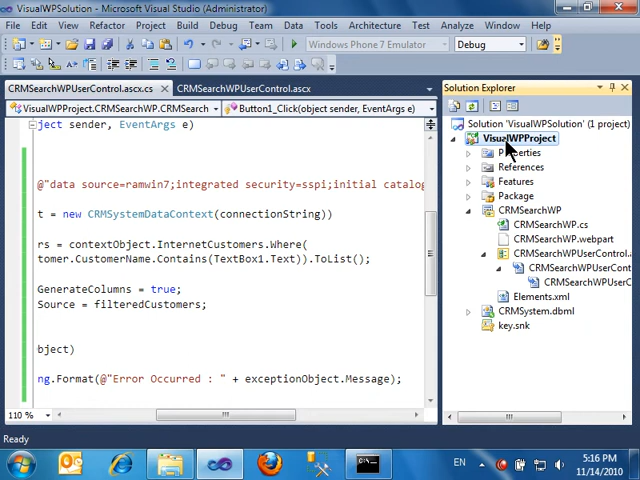 VisualWPSolution - Microsoft Visual Studio (Administrator)
File Edit View Refactor Project Build Team Debug Data Tools Architecture Test Analyze Window Help
Windows Phone 7 Emulator Debug
CRMSearchWPUserControl.ascx.cs CRMSearchWPUserControl.ascx
VisualWPProject.CRMSearchWP.CRMSearch Button1_Click(object sender, EventArgs e)
ject sender, EventArgs e)
@"data source=ramwin7;integrated security=sspi;initial catalog
t = new CRMSystemDataContext(connectionString))
rs = contextObject.InternetCustomers.Where(
tomer.CustomerName.Contains(TextBox1.Text)).ToList();
GenerateColumns = true;
Source = filteredCustomers;
bject)
ng.Format(@"Error Occurred : " + exceptionObject.Message);
110 %
Solution Explorer
Solution 'VisualWPSolution' (1 project)
VisualWPProject
Properties
References
Features
Package
CRMSearchWP
CRMSearchWP.cs
CRMSearchWP.webpart
CRMSearchWPUserControl.
CRMSearchWPUserCont
CRMSearchWPUserC
Elements.xml
CRMSystem.dbml
key.snk
Ready
EN
5:16 PM
11/14/2010